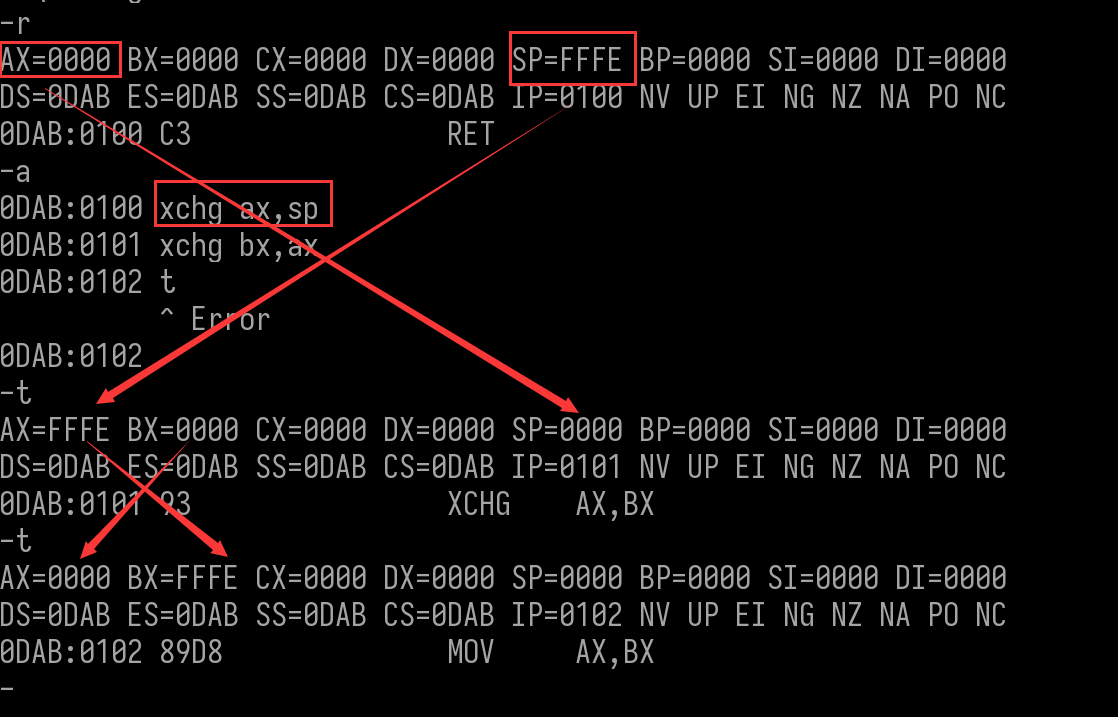 -r
AX=0000 BX=0000 CX=0000 DX=0000 SP=FFFE BP=0000 SI=0000 DI=0000
DS=0DAB ES=0DAB SS=0DAB CS=0DAB IP=0100 NV UP EI NG NZ NA PO NC
0DAB:0100 C3 RET
-a
0DAB:0100 xchg ax,sp
0DAB:0101 xchg bx,ax
0DAB:0102 t
^ Error
0DAB:0102
-t
AX=FFFE BX=0000 CX=0000 DX=0000 SP=0000 BP=0000 SI=0000 DI=0000
DS=0DAB ES=0DAB SS=0DAB CS=0DAB IP=0101 NV UP EI NG NZ NA PO NC
0DAB:0101 93 XCHG AX,BX
-t
AX=0000 BX=FFFE CX=0000 DX=0000 SP=0000 BP=0000 SI=0000 DI=0000
DS=0DAB ES=0DAB SS=0DAB CS=0DAB IP=0102 NV UP EI NG NZ NA PO NC
0DAB:0102 89D8 MOV AX,BX
-